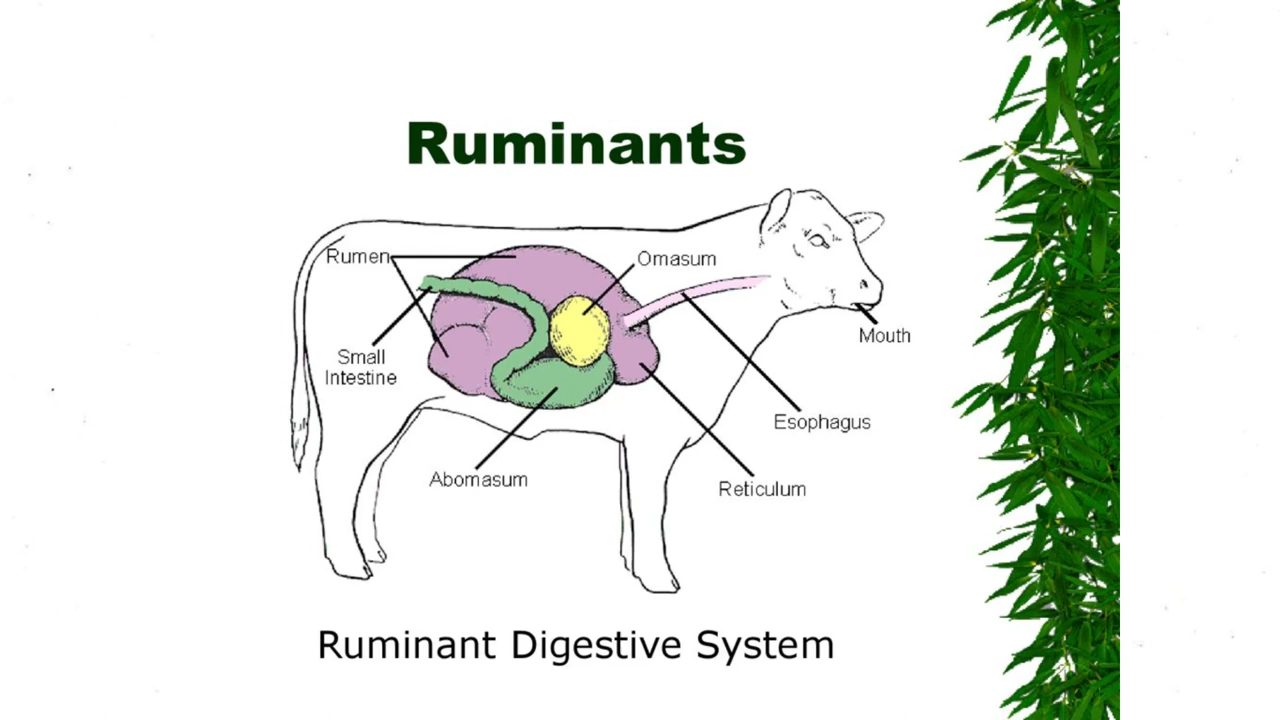 Ruminants
Rumen
Omasum
Mouth
Small
Intestine
Esophagus
Abomasum
Reticulum
Ruminant Digestive System